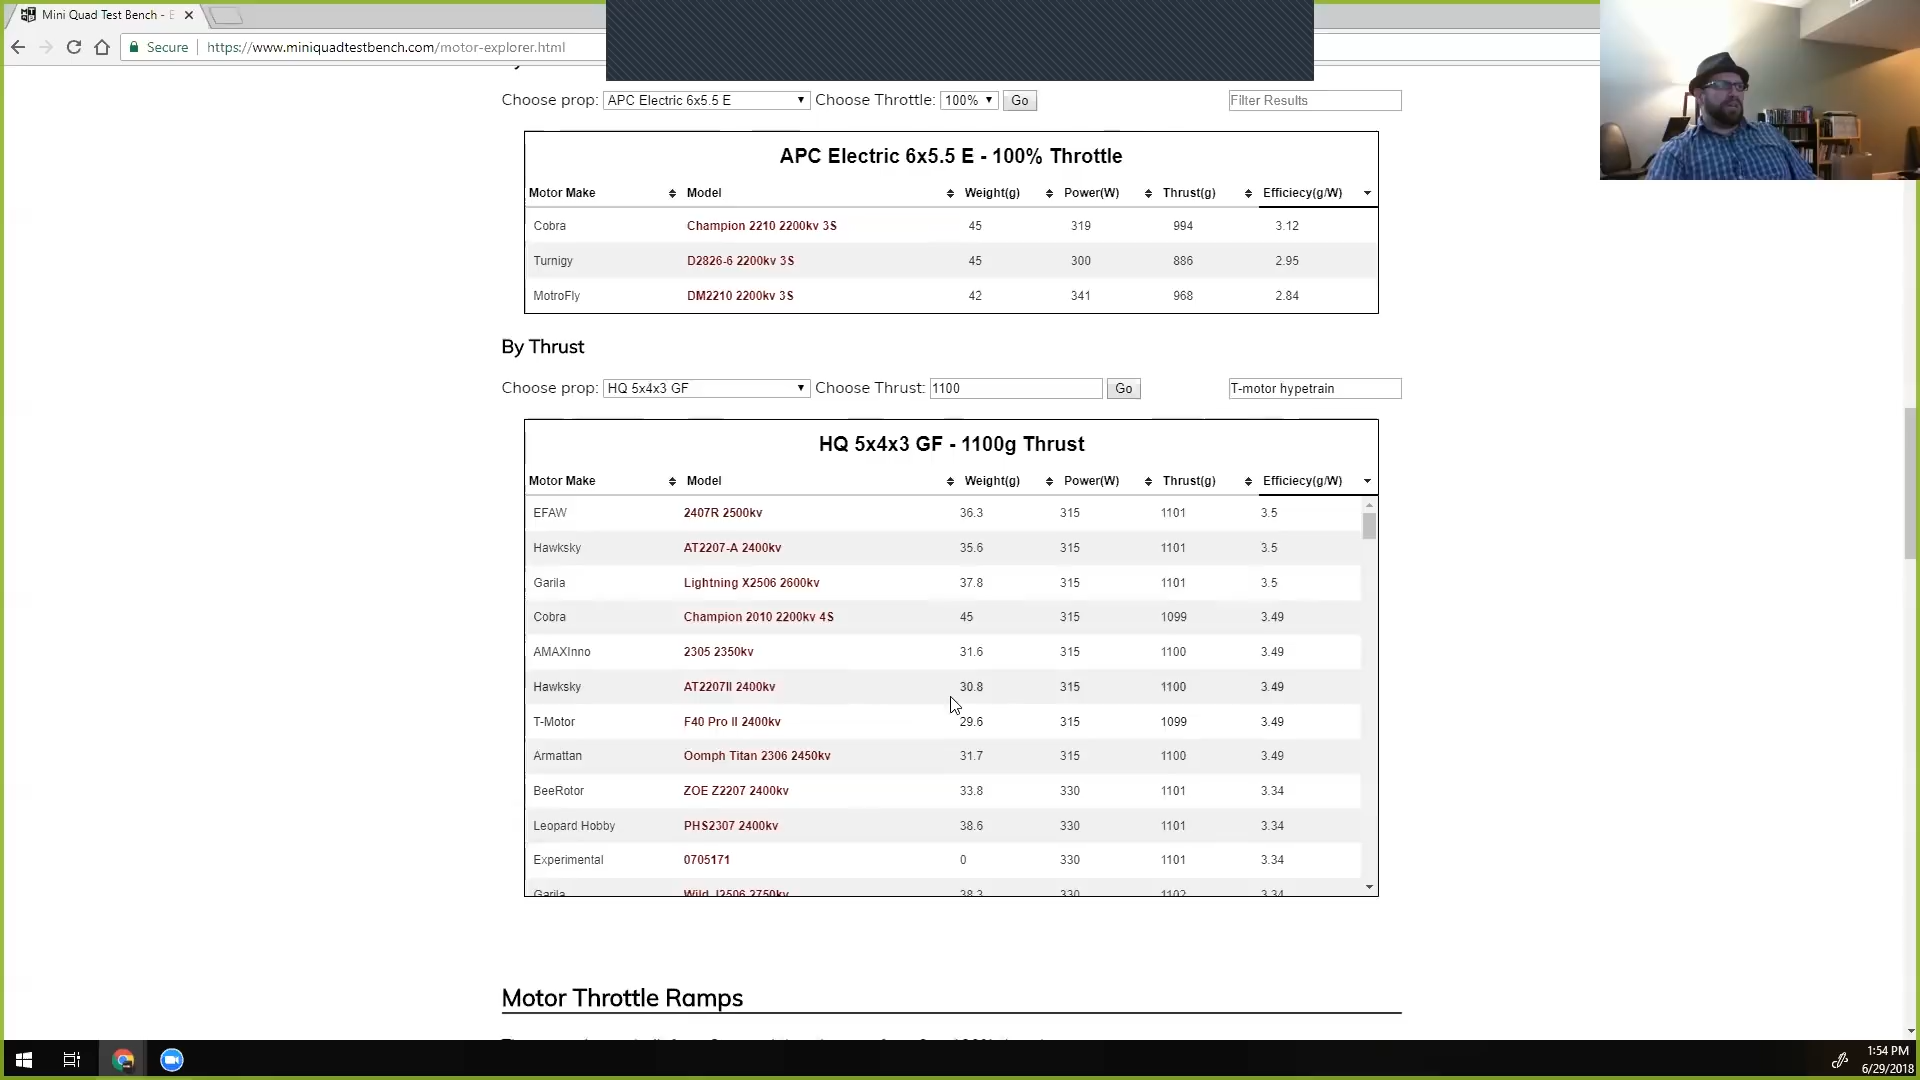 Mini Quad Test Bench - E
Secure https://www.miniquadtestbench.com/motor-explorer.html
Choose prop: APC Electric 6x5.5 E Choose Throttle: 100% Go Filter Results
APC Electric 6x5.5 E - 100% Throttle
Motor Make Model Weight(g) Power(W) Thrust(g) Efficiecy(g/W)
Cobra Champion 2210 2200kv 3S 45 319 994 3.12
Turnigy D2826-6 2200kv 3S 45 300 886 2.95
MotroFly DM2210 2200kv 3S 42 341 968 2.84
By Thrust
Choose prop: HQ 5x4x3 GF Choose Thrust: 1100 Go T-motor hypetrain
HQ 5x4x3 GF - 1100g Thrust
Motor Make Model Weight(g) Power(W) Thrust(g) Efficiecy(g/W)
EFAW 2407R 2500kv 36.3 315 1101 3.5
Hawksky AT2207-A 2400kv 35.6 315 1101 3.5
Garila Lightning X2506 2600kv 37.8 315 1101 3.5
Cobra Champion 2010 2200kv 4S 45 315 1099 3.49
AMAXInno 2305 2350kv 31.6 315 1100 3.49
Hawksky AT2207II 2400kv 30.8 315 1100 3.49
T-Motor F40 Pro II 2400kv 29.6 315 1099 3.49
Armattan Oomph Titan 2306 2450kv 31.7 315 1100 3.49
BeeRotor ZOE Z2207 2400kv 33.8 330 1101 3.34
Leopard Hobby PHS2307 2400kv 38.6 330 1101 3.34
Experimental 0705171 0 330 1101 3.34
Garila Wild J2506 2750kv 38.3 330 1102 3.34
Motor Throttle Ramps
1:54 PM
6/29/2018